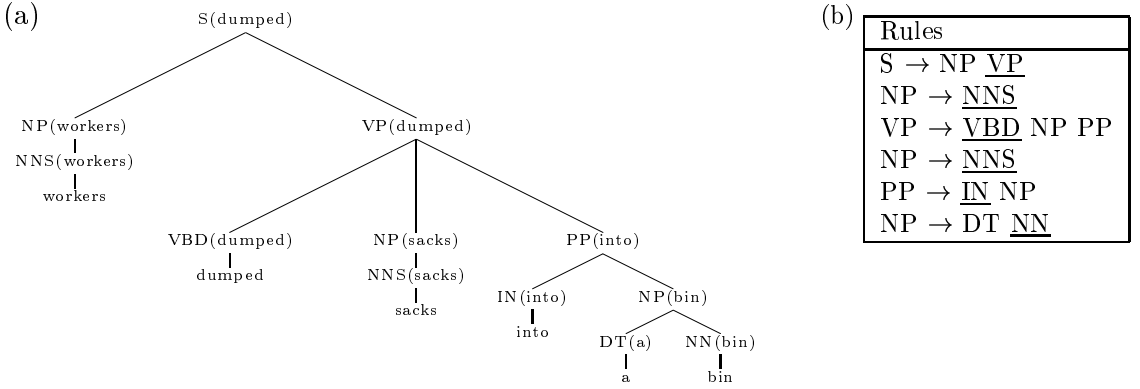 (a)
S(dumped)
NP(workers) VP(dumped)
NNS(workers)
workers
VBD(dumped) NP(sacks) PP(into)
dumped NNS(sacks)
IN(into) NP(bin)
sacks
into
DT(a) NN(bin)
a bin
(b)
Rules
S → NP VP
NP → NNS
VP → VBD NP PP
NP → NNS
PP → IN NP
NP → DT NN